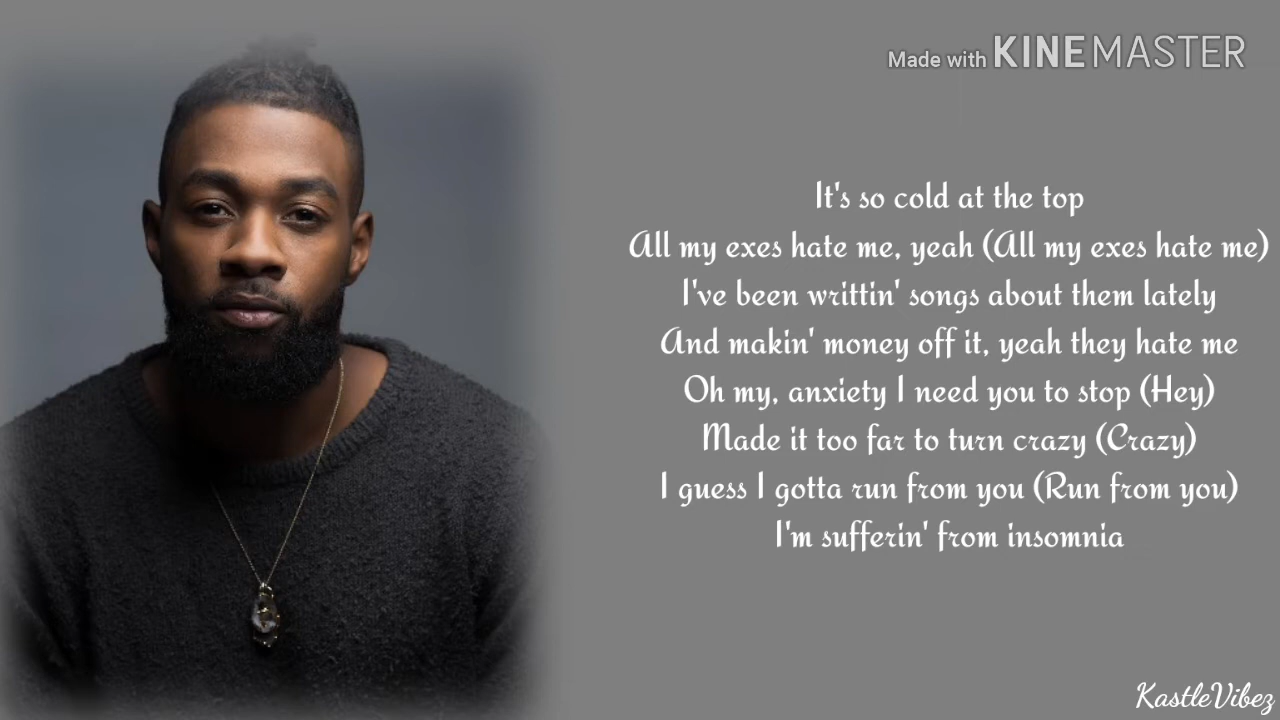 Made with KINEMASTER
It's so cold at the top
All my exes hate me, yeah (All my exes hate me)
I've been writtin' songs about them lately
And makin' money off it, yeah they hate me
Oh my, anxiety I need you to stop (Hey)
Made it too far to turn crazy (Crazy)
I guess I gotta run from you (Run from you)
I'm sufferin' from insomnia
KastleVibez